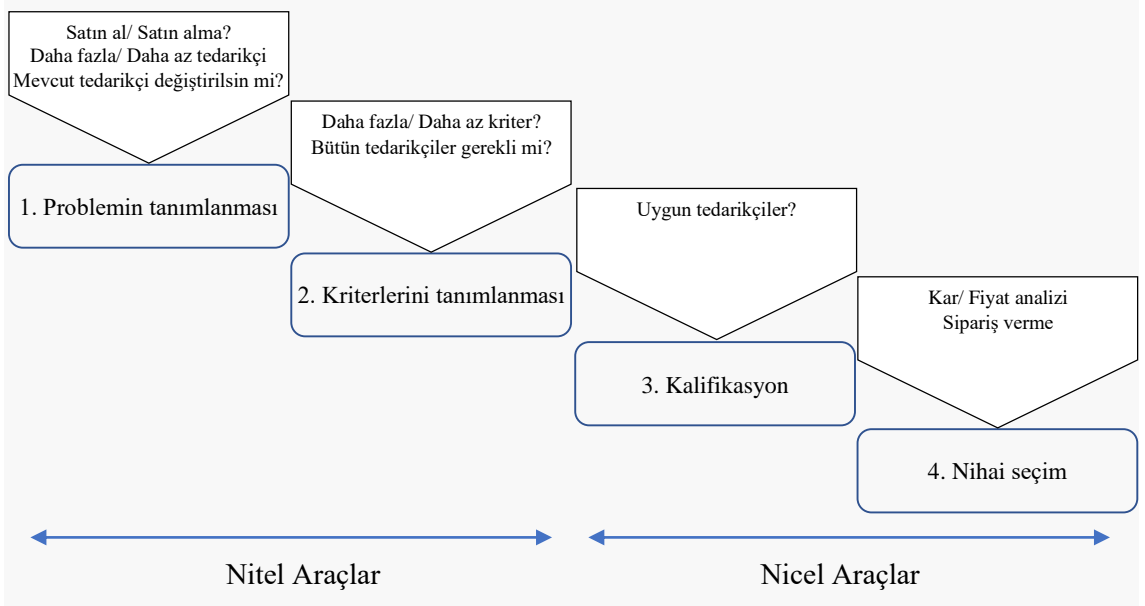 Satın al/ Satın alma?
Daha fazla/ Daha az tedarikçi
Mevcut tedarikçi değiştirilsin mi?
1. Problemin tanımlanması
Daha fazla/ Daha az kriter?
Bütün tedarikçiler gerekli mi?
2. Kriterlerini tanımlanması
Uygun tedarikçiler?
3. Kalifikasyon
Kar/ Fiyat analizi
Sipariş verme
4. Nihai seçim
Nitel Araçlar
Nicel Araçlar